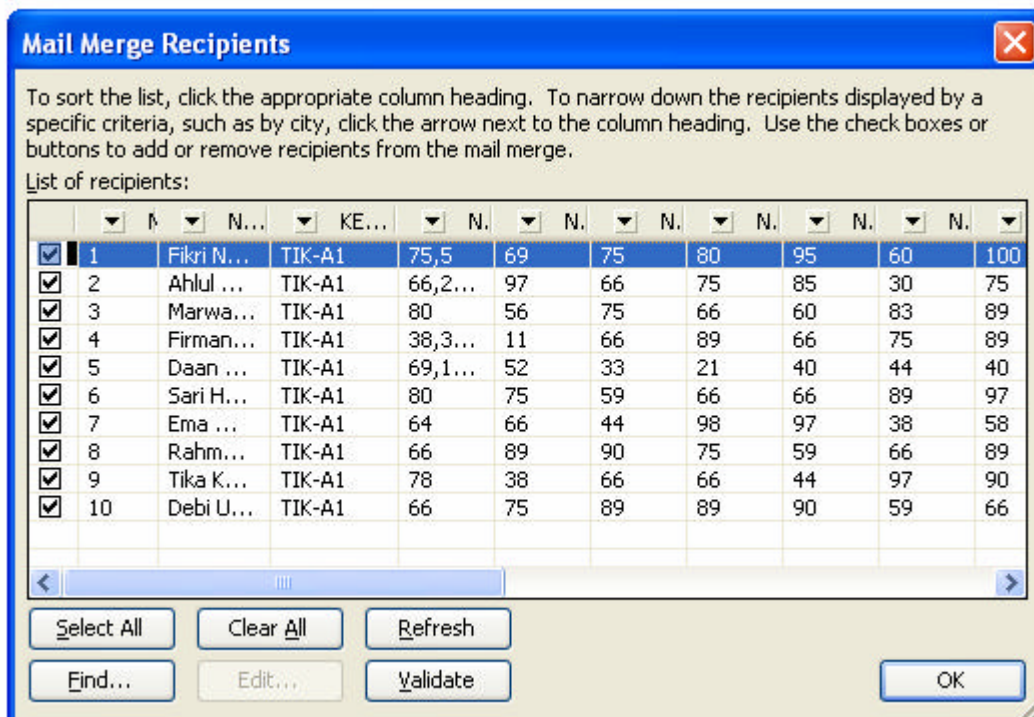 Mail Merge Recipients
To sort the list, click the appropriate column heading. To narrow down the recipients displayed by a
specific criteria, such as by city, click the arrow next to the column heading. Use the check boxes or
buttons to add or remove recipients from the mail merge.
List of recipients:
N... KE... N. N. N. N. N. N.
1 Fikri N... TIK-A1 75,5 69 75 80 95 60 100
2 Ahlul ... TIK-A1 66,2... 97 66 75 85 30 75
3 Marwa... TIK-A1 80 56 75 66 60 83 89
4 Firman... TIK-A1 38,3... 11 66 89 66 75 89
5 Daan ... TIK-A1 69,1... 52 33 21 40 44 40
6 Sari H... TIK-A1 80 75 59 66 66 89 97
7 Ema ... TIK-A1 64 66 44 98 97 38 58
8 Rahm... TIK-A1 66 89 90 75 59 66 89
9 Tika K... TIK-A1 78 38 66 66 44 97 90
10 Debi U... TIK-A1 66 75 89 89 90 59 66
Select All Clear All Refresh
Find... Edit... Validate OK